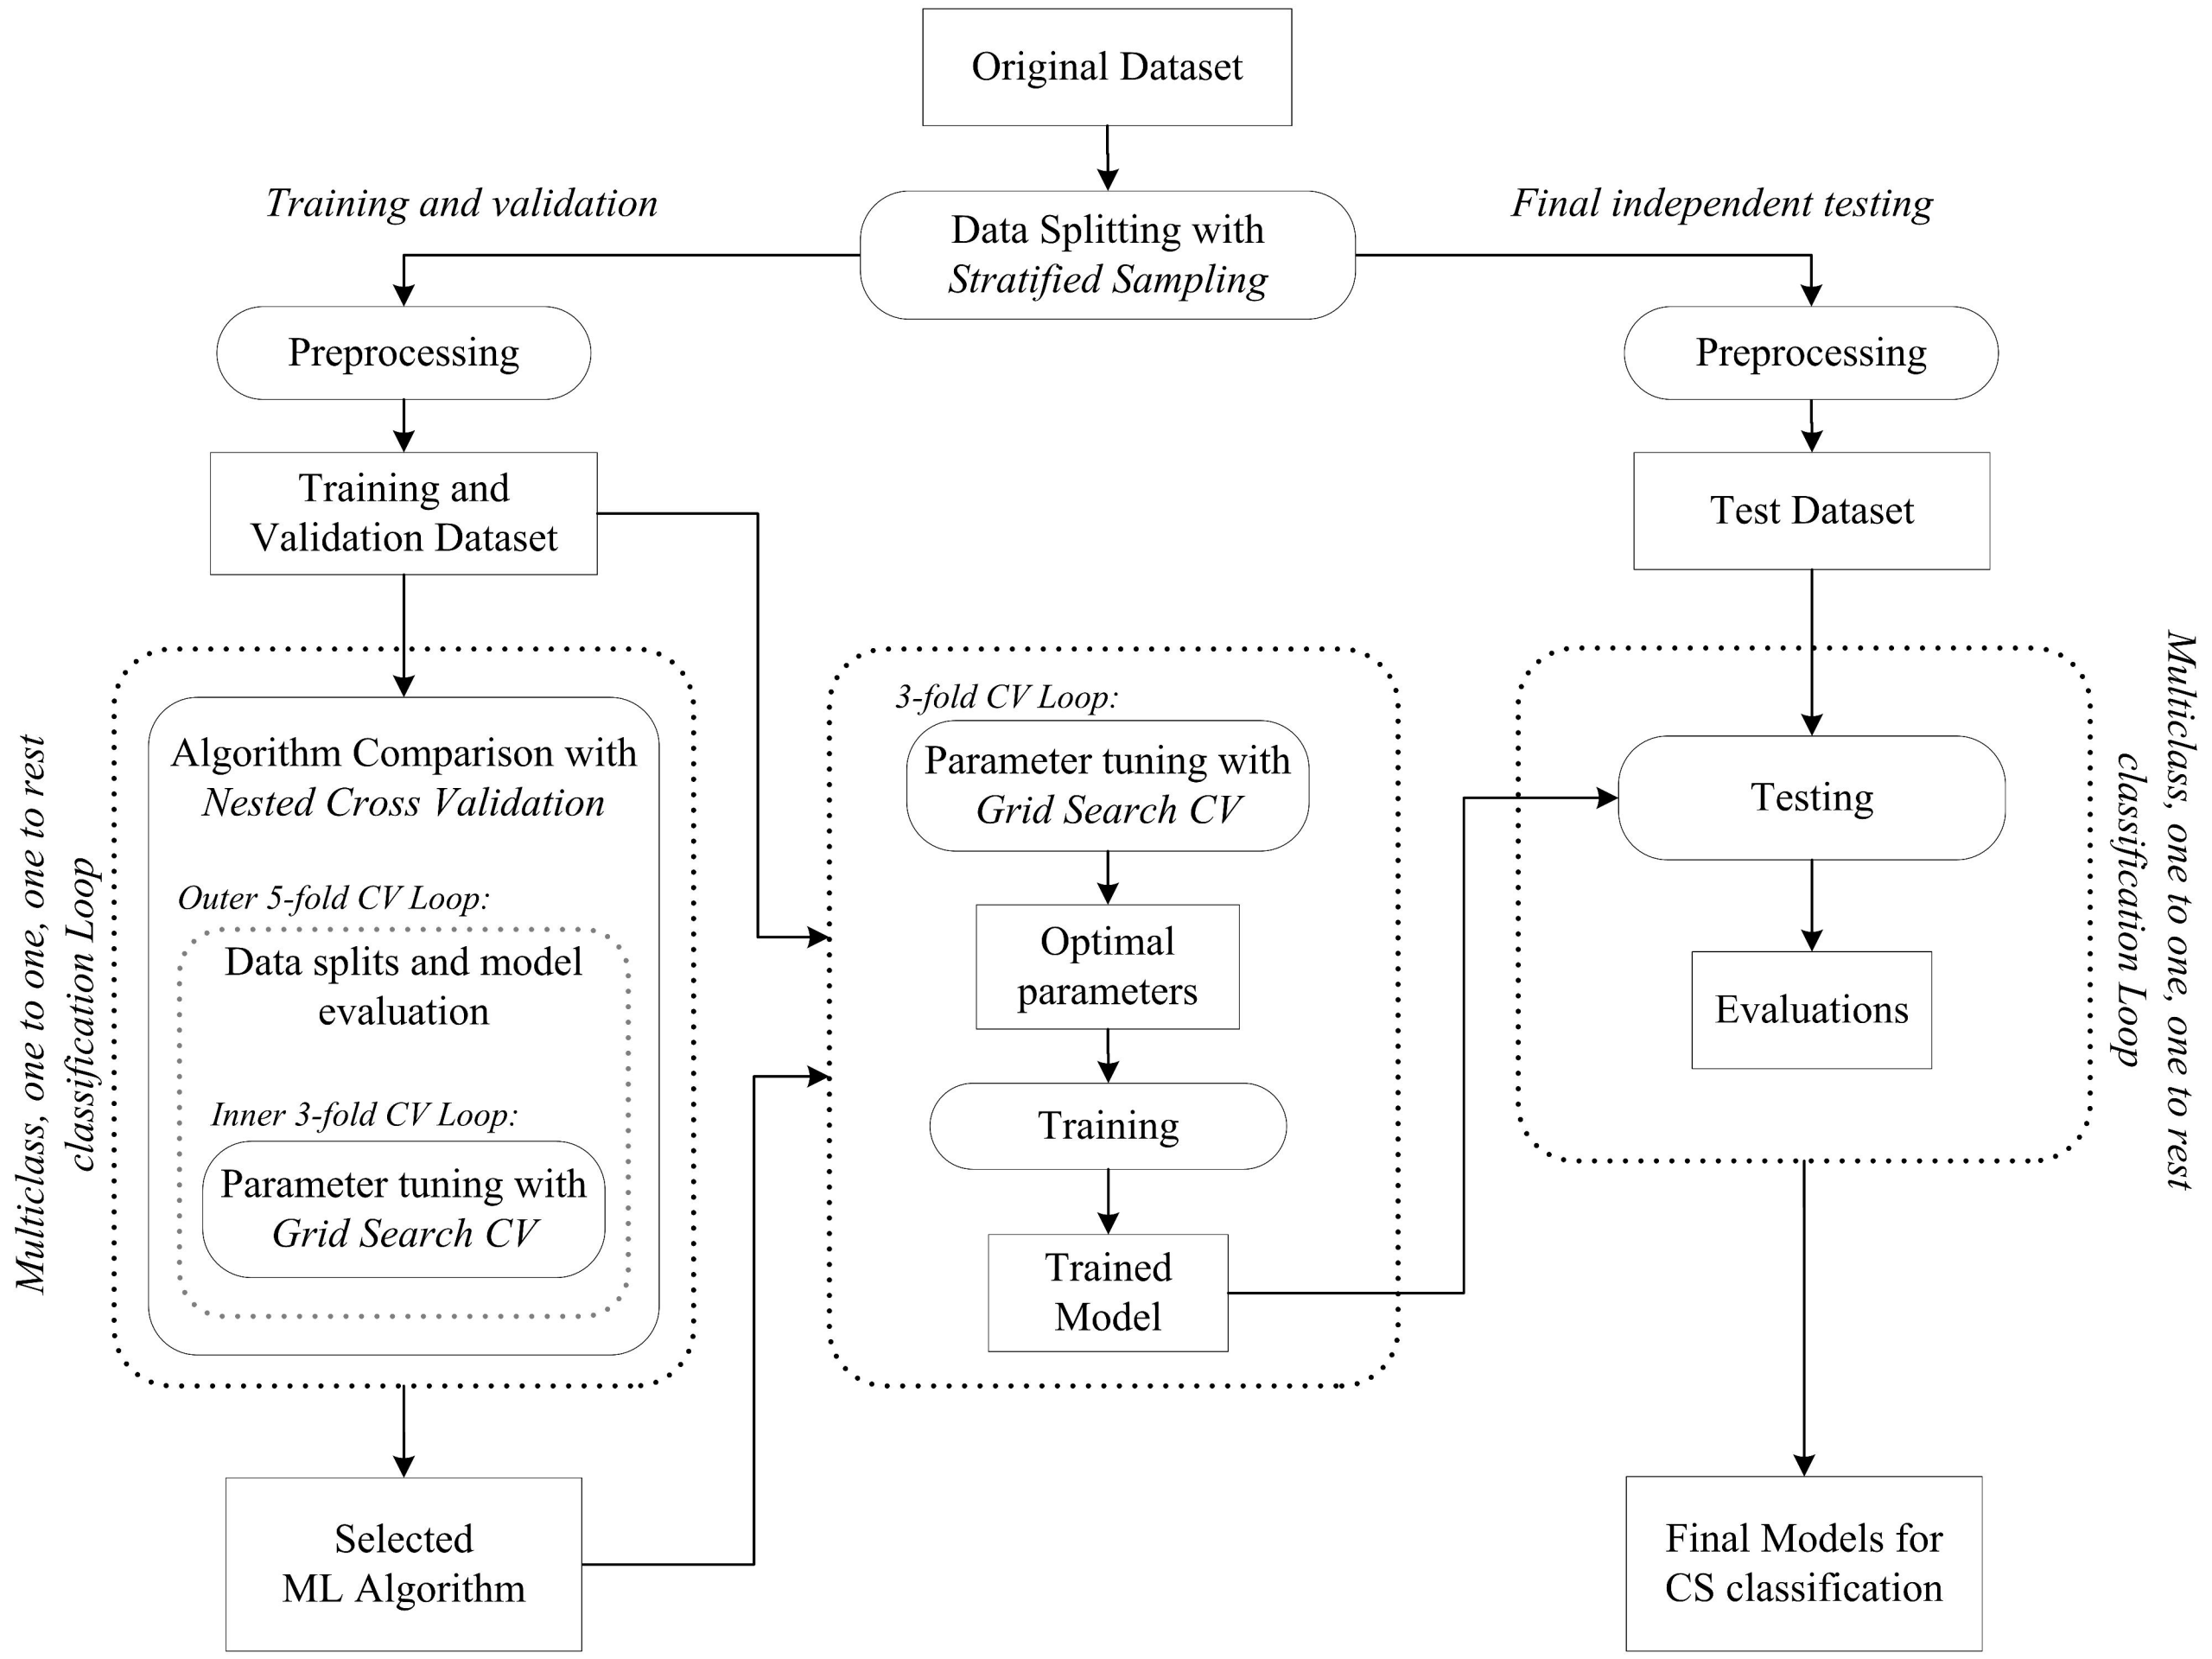 Original Dataset
Training and validation
Final independent testing
Data Splitting with
Stratified Sampling
Preprocessing
Preprocessing
Training and
Validation Dataset
Test Dataset
Multiclass, one to one, one to rest
classification Loop
Algorithm Comparison with
Nested Cross Validation
Outer 5-fold CV Loop:
Data splits and model
evaluation
Inner 3-fold CV Loop:
Parameter tuning with
Grid Search CV
Selected
ML Algorithm
3-fold CV Loop:
Parameter tuning with
Grid Search CV
Optimal
parameters
Training
Trained
Model
Testing
Evaluations
Multiclass, one to one, one to rest
classification Loop
Final Models for
CS classification